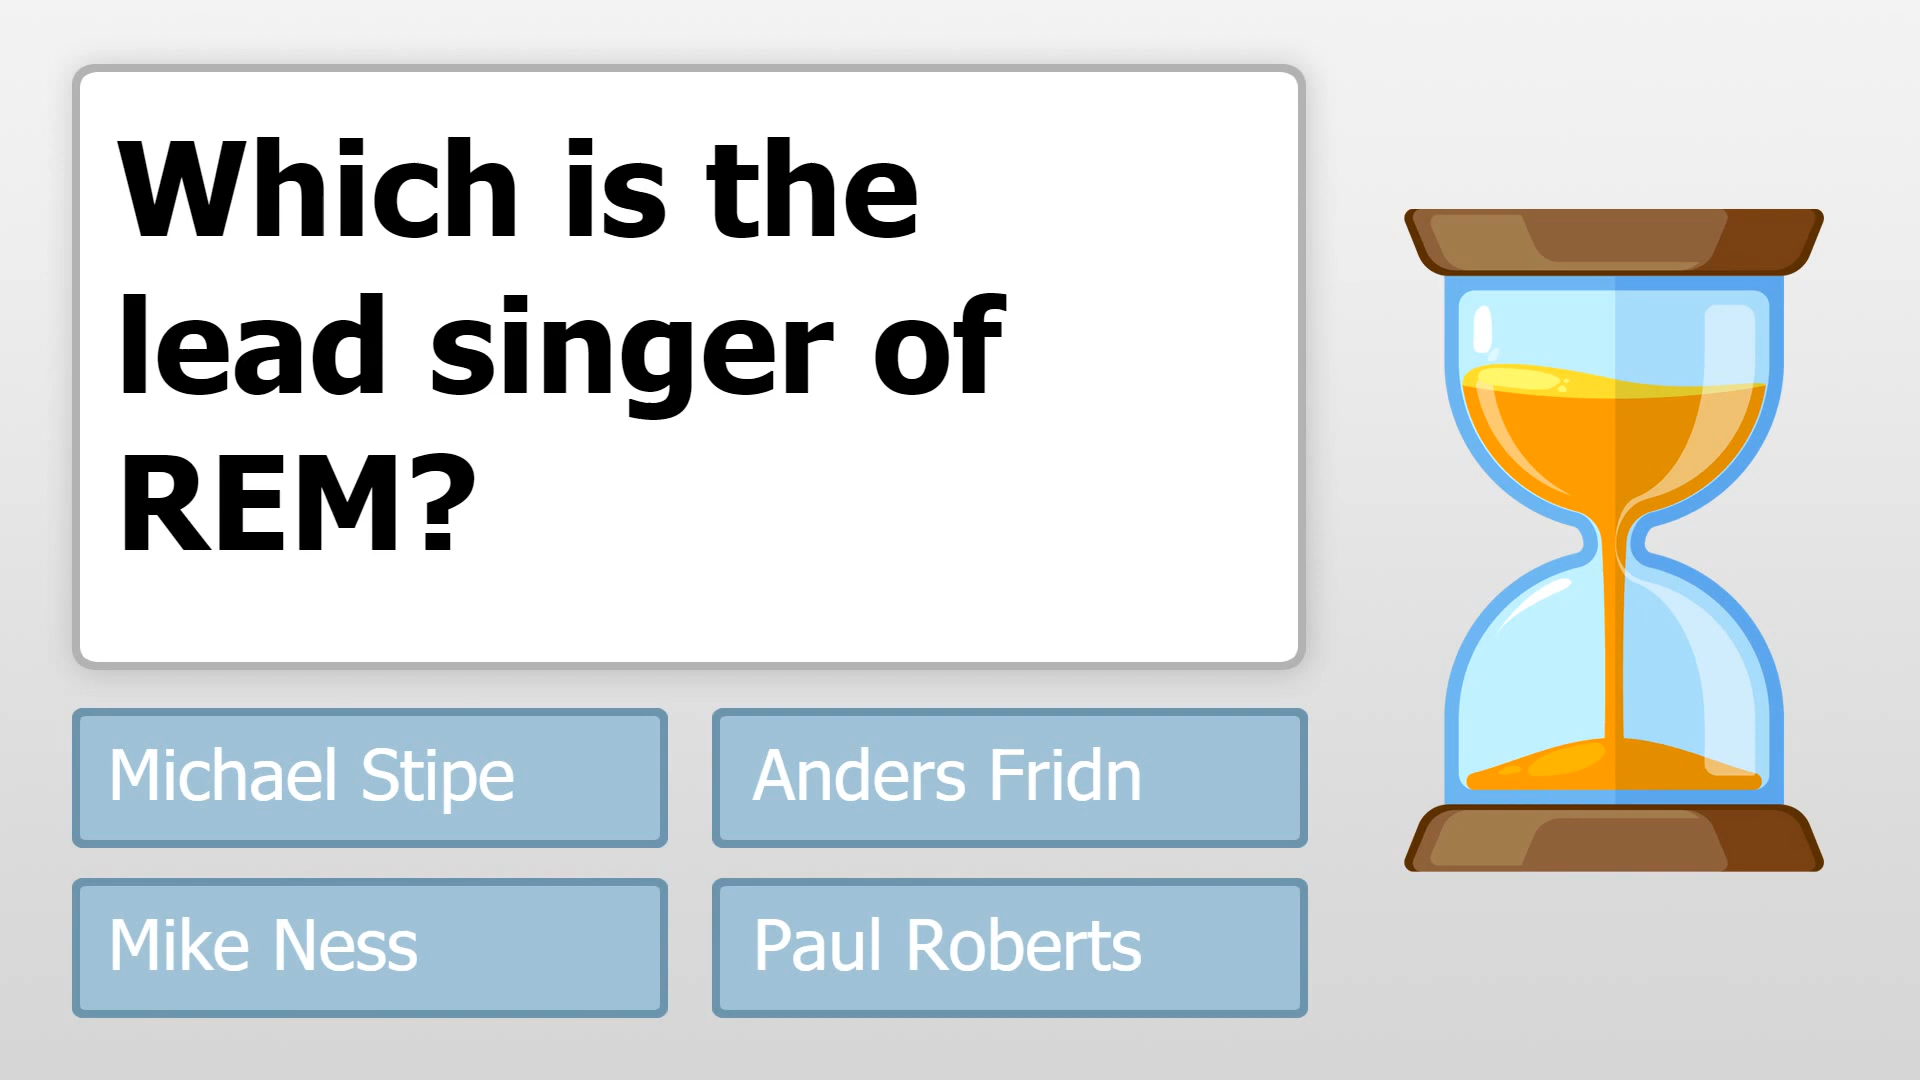 Which is the
lead singer of
REM?
Michael Stipe
Anders Fridn
Mike Ness
Paul Roberts